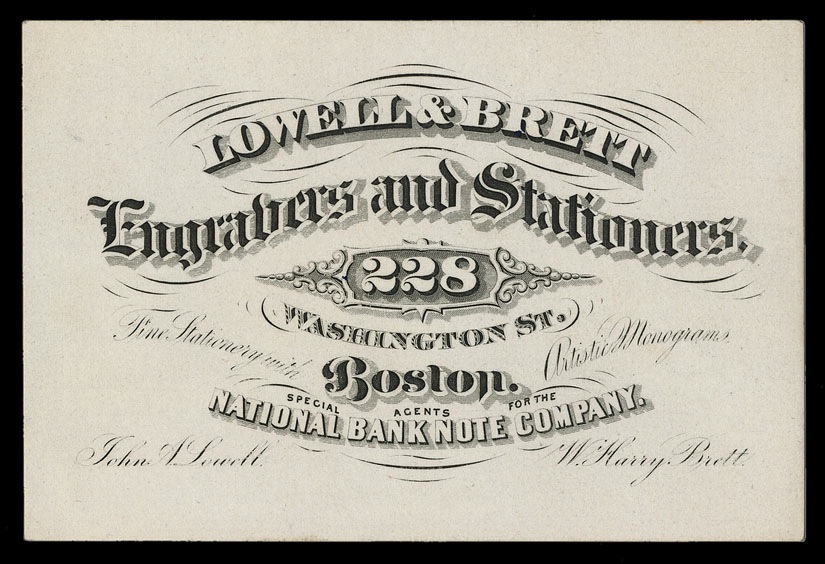 LOWELL & BRETT
Engravers and Stationers.
228
WASHINGTON ST.
Fine Stationery with Artistic Monograms
Boston.
SPECIAL AGENTS FOR THE
NATIONAL BANK NOTE COMPANY.
John A. Lowell. W. Harry Brett.